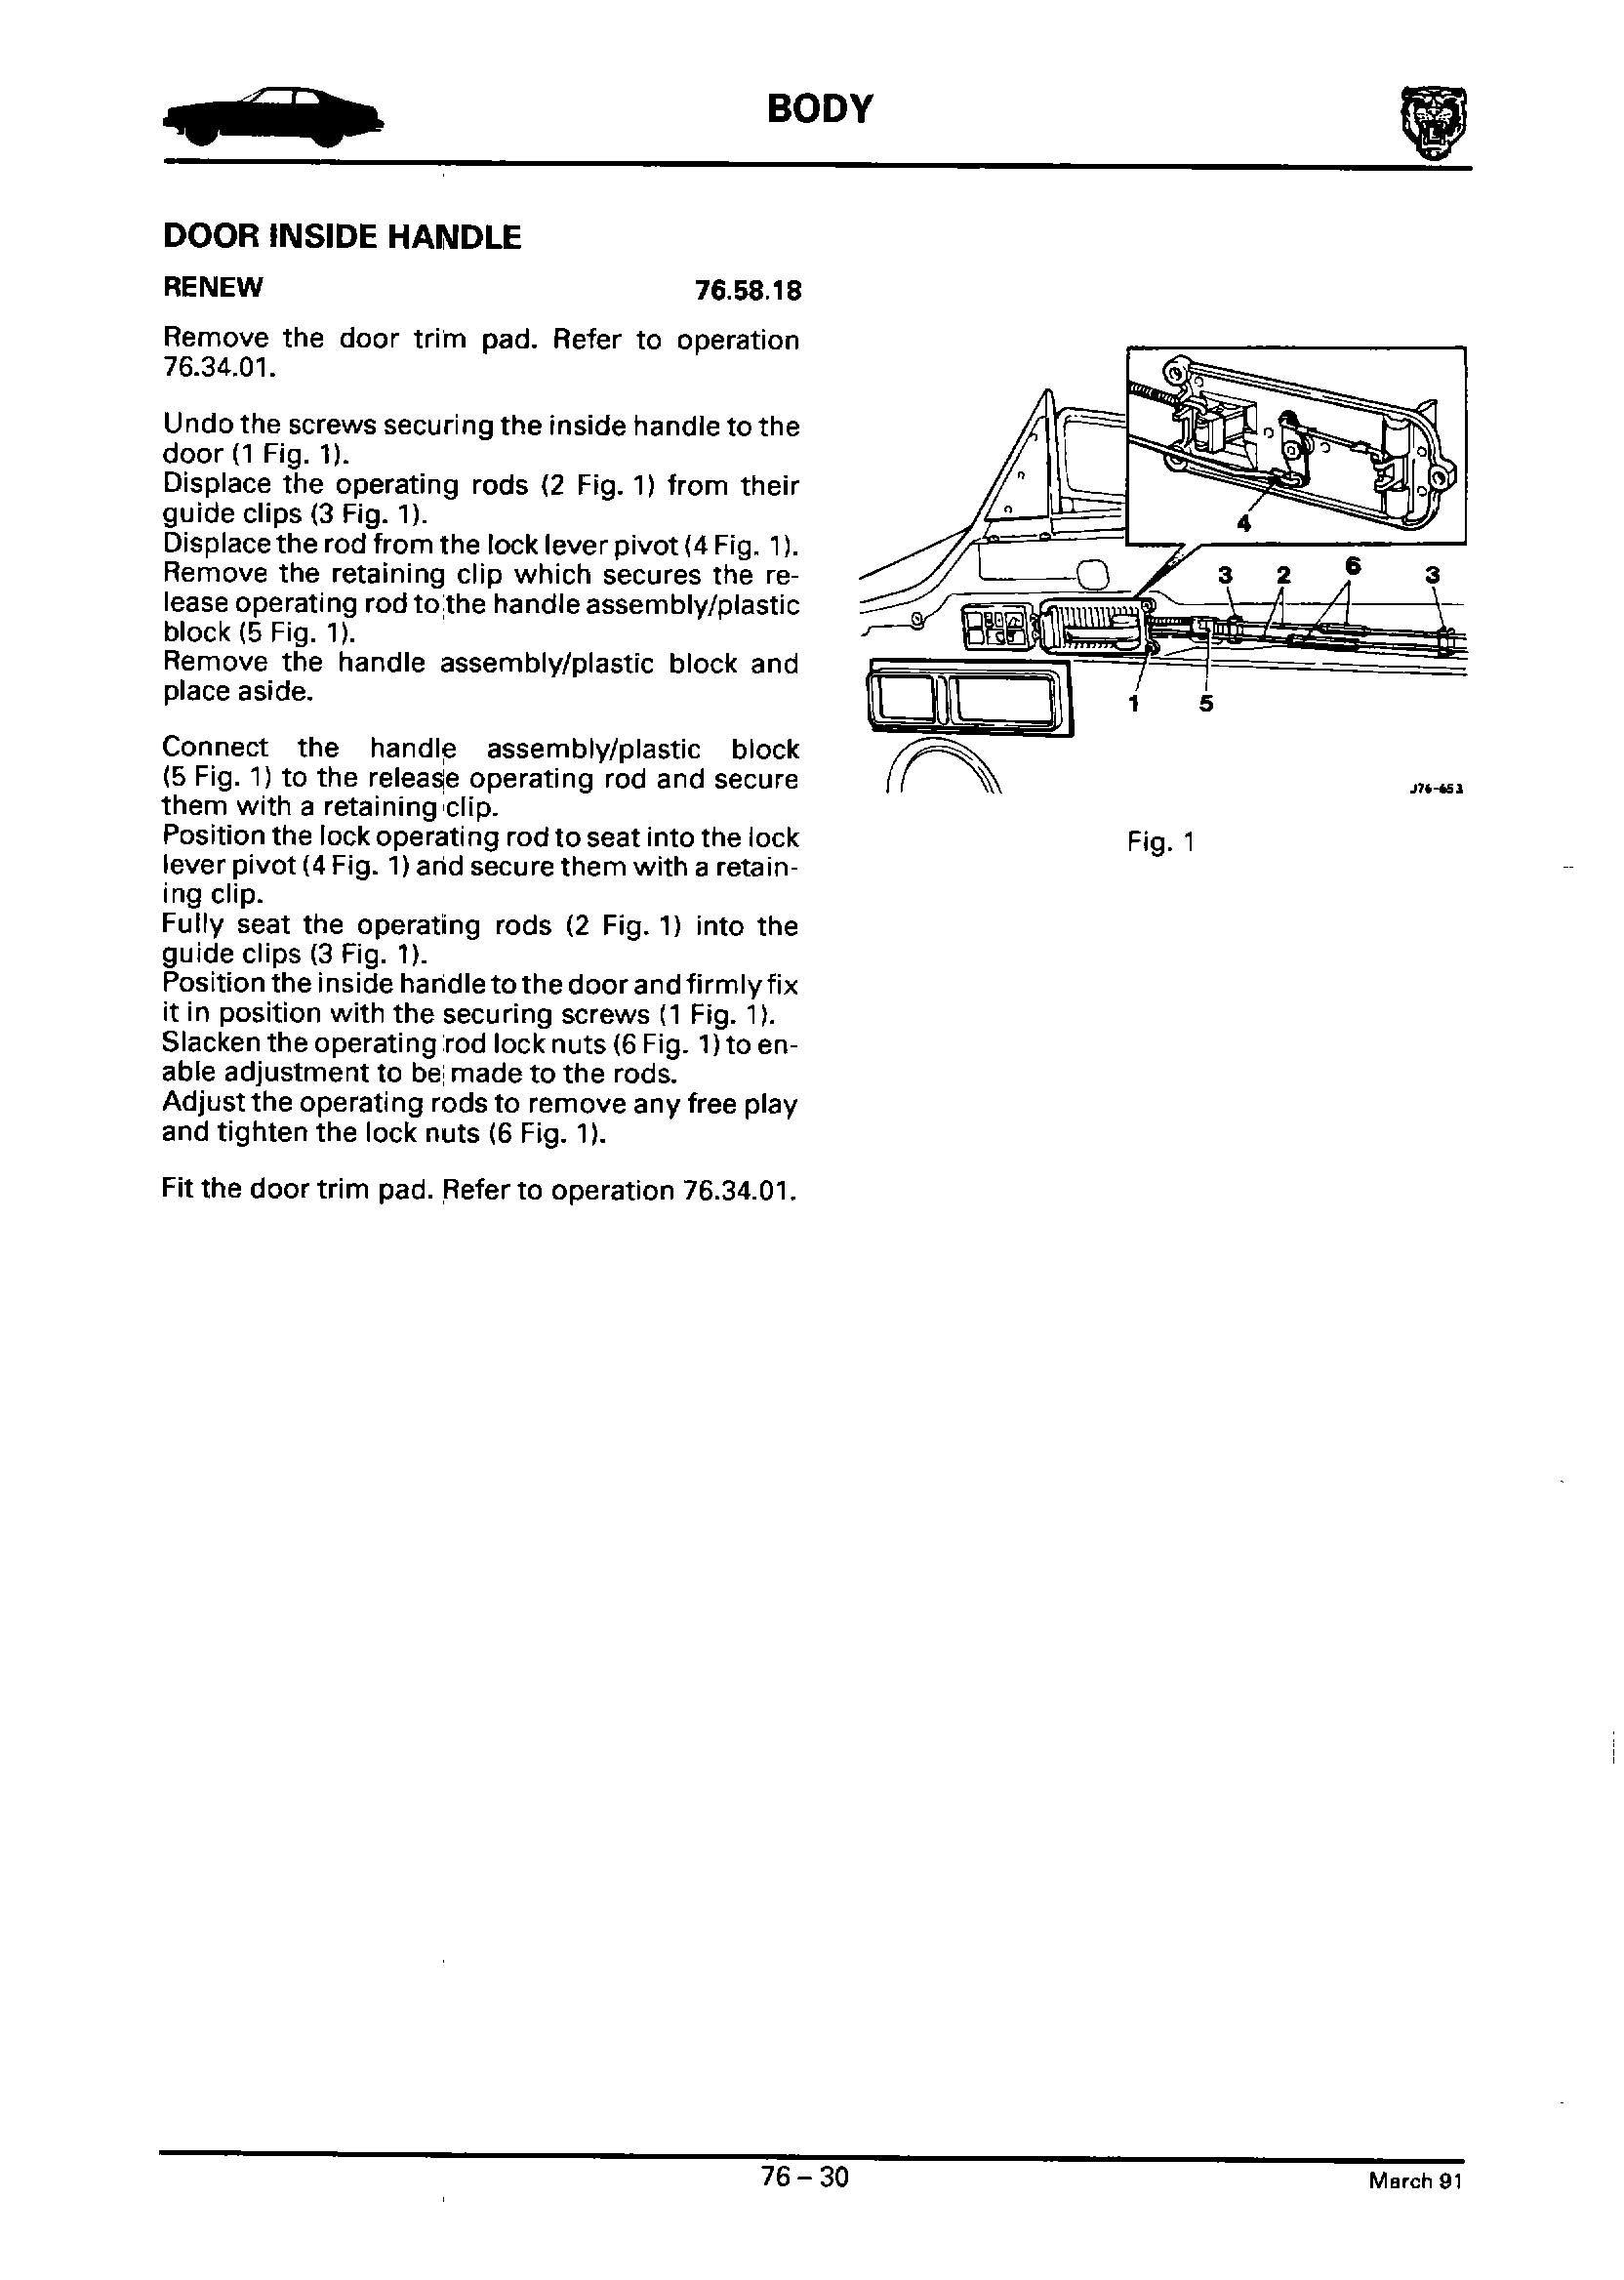 BODY
DOOR INSIDE HANDLE
RENEW 76.58.18
Remove the door trim pad. Refer to operation
76.34.01.
Undo the screws securing the inside handle to the
door (1 Fig. 1).
Displace the operating rods (2 Fig. 1) from their
guide clips (3 Fig. 1).
Displace the rod from the lock lever pivot (4 Fig. 1).
Remove the retaining clip which secures the re-
lease operating rod to the handle assembly/plastic
block (5 Fig. 1).
Remove the handle assembly/plastic block and
place aside.
Connect the handle assembly/plastic block
(5 Fig. 1) to the release operating rod and secure
them with a retaining clip.
Position the lock operating rod to seat into the lock
lever pivot (4 Fig. 1) and secure them with a retain-
ing clip.
Fully seat the operating rods (2 Fig. 1) into the
guide clips (3 Fig. 1).
Position the inside handle to the door and firmly fix
it in position with the securing screws (1 Fig. 1).
Slacken the operating rod lock nuts (6 Fig. 1) to en-
able adjustment to be made to the rods.
Adjust the operating rods to remove any free play
and tighten the lock nuts (6 Fig. 1).
Fit the door trim pad. Refer to operation 76.34.01.
4
3 2 6 3
1 5
J76-653
Fig. 1
76 – 30
March 91